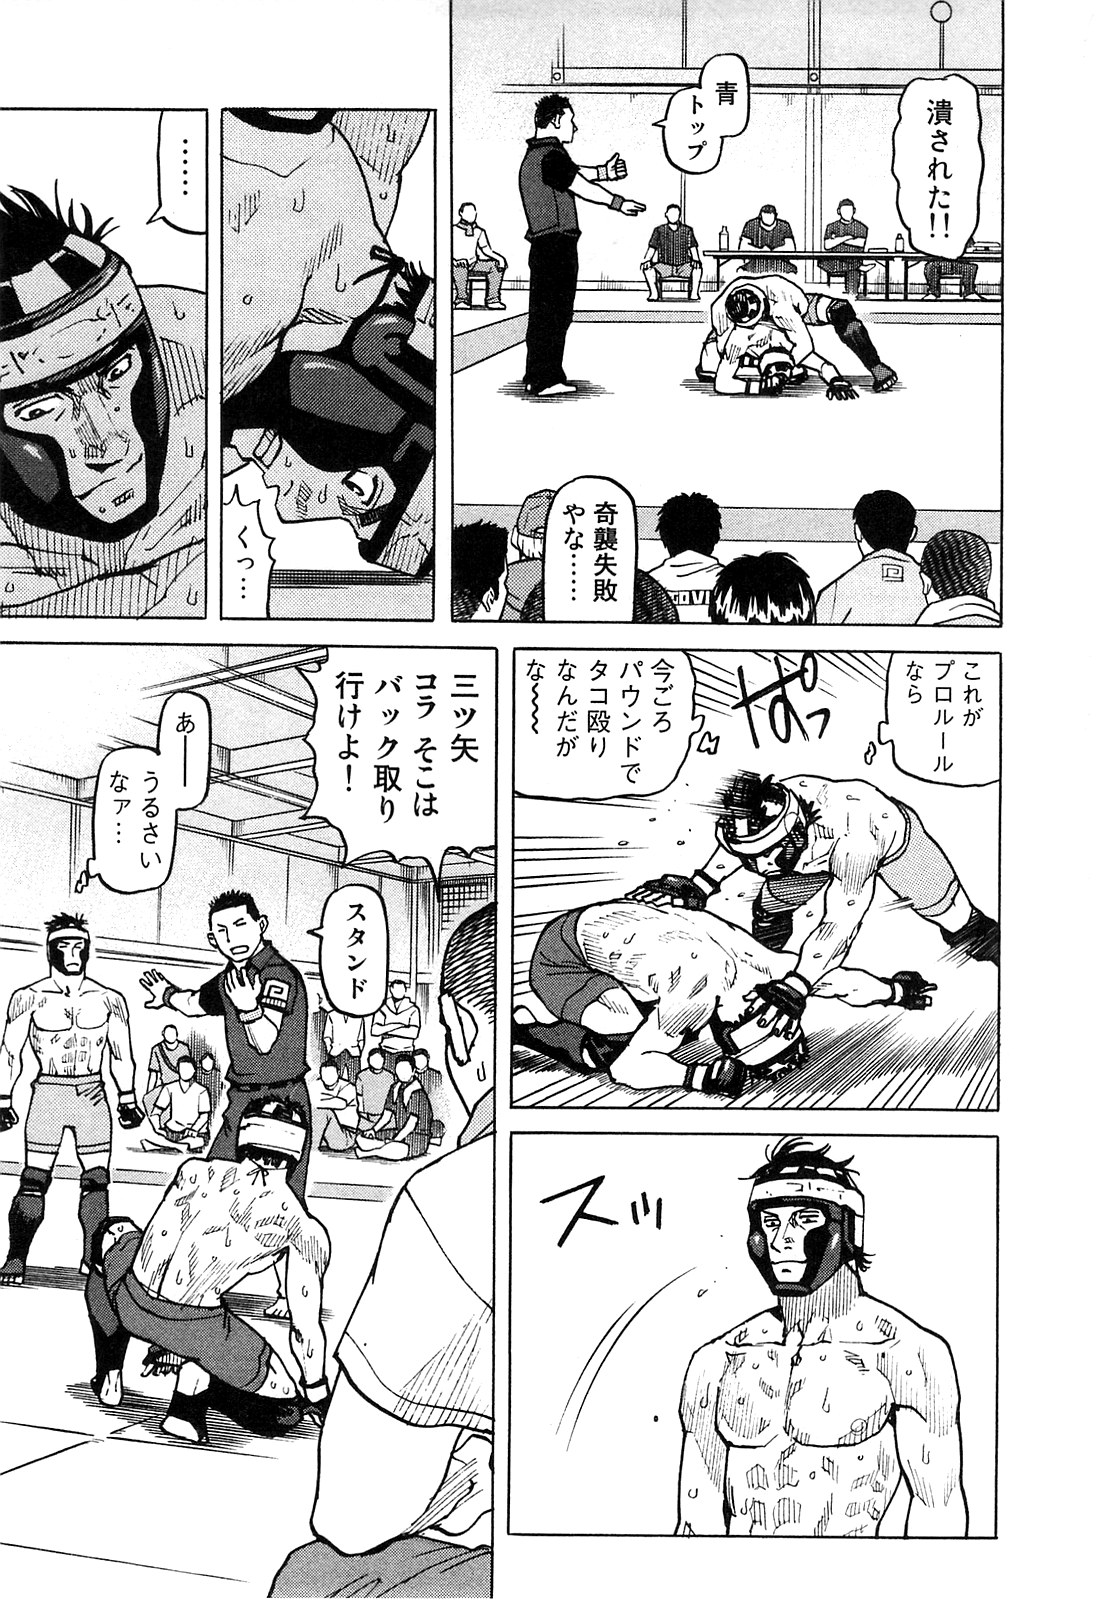 潰された!!
青
トップ
奇襲失敗
やな……
くっ…
……
これが
プロルール
なら
ぱっ
今ごろ
パウンドで
タコ殴り
なんだが
な〜〜〜
スッ
三ツ矢
コラ そこは
バック取り
行けよ!
スタンド
あ――
うるさい
なァ…
GOVI